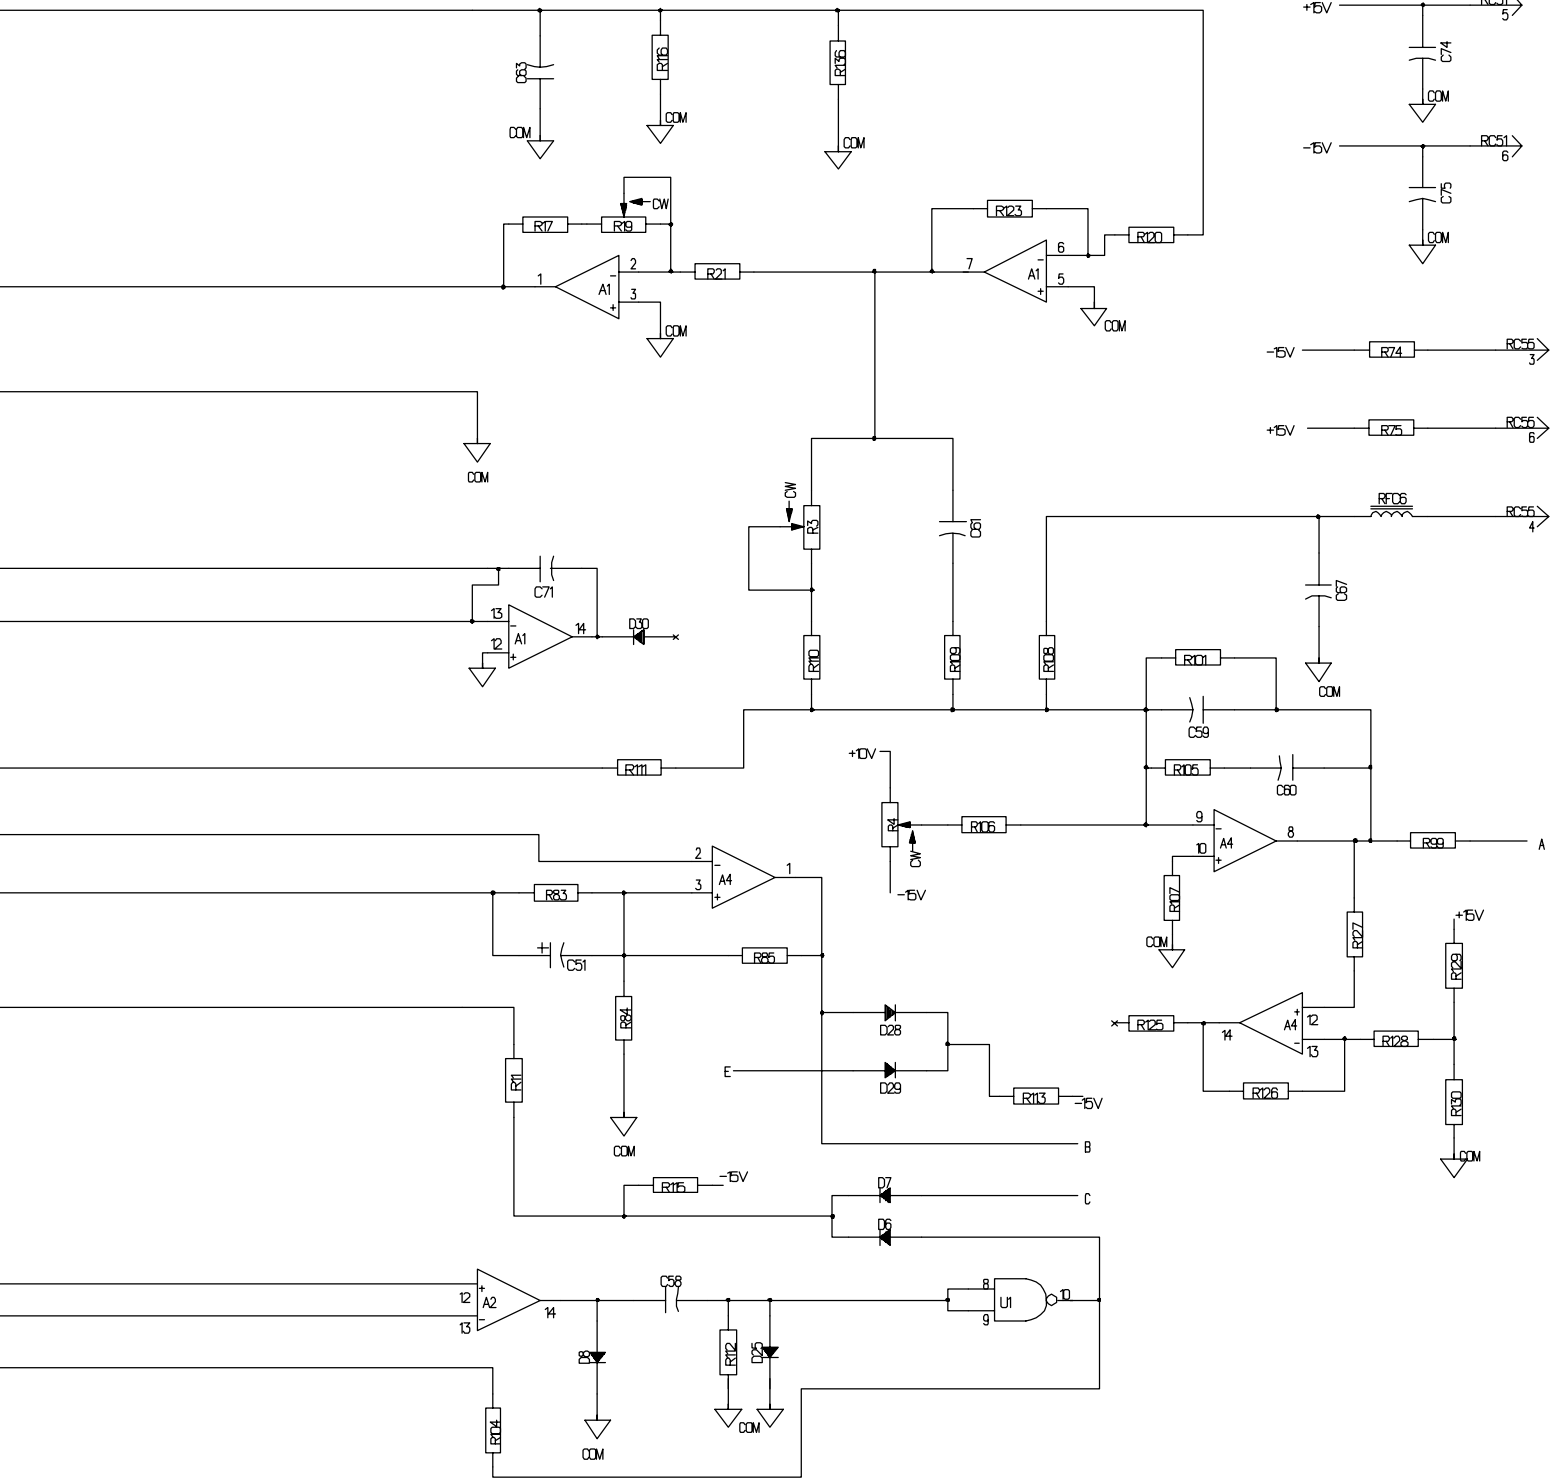 +15V
RC51
5
C74
COM
C63
R116
R136
COM
COM
COM
-15V
RC51
6
C75
COM
CW
R17
R19
R123
R120
1
A1
2
-
3
+
R21
7
A1
6
-
5
+
COM
COM
-15V
R74
RC55
3
+15V
R75
RC55
6
COM
CW
R3
C61
RFC6
RC55
4
C67
COM
C71
13
-
A1
14
12
+
D30
R110
R109
R108
R101
C59
R111
+10V
R105
C60
R4
CW
R106
-15V
9
-
A4
8
10
+
R99
A
R107
COM
2
-
A4
1
3
+
R83
+
C51
R85
R84
COM
R127
+15V
R129
R125
14
A4
+
12
-
13
R128
R126
R130
COM
D28
E
D29
R113
-15V
R11
B
R115
-15V
D7
C
D6
12
+
A2
14
13
-
C58
8
U1
10
9
D8
COM
R112
D25
COM
R104